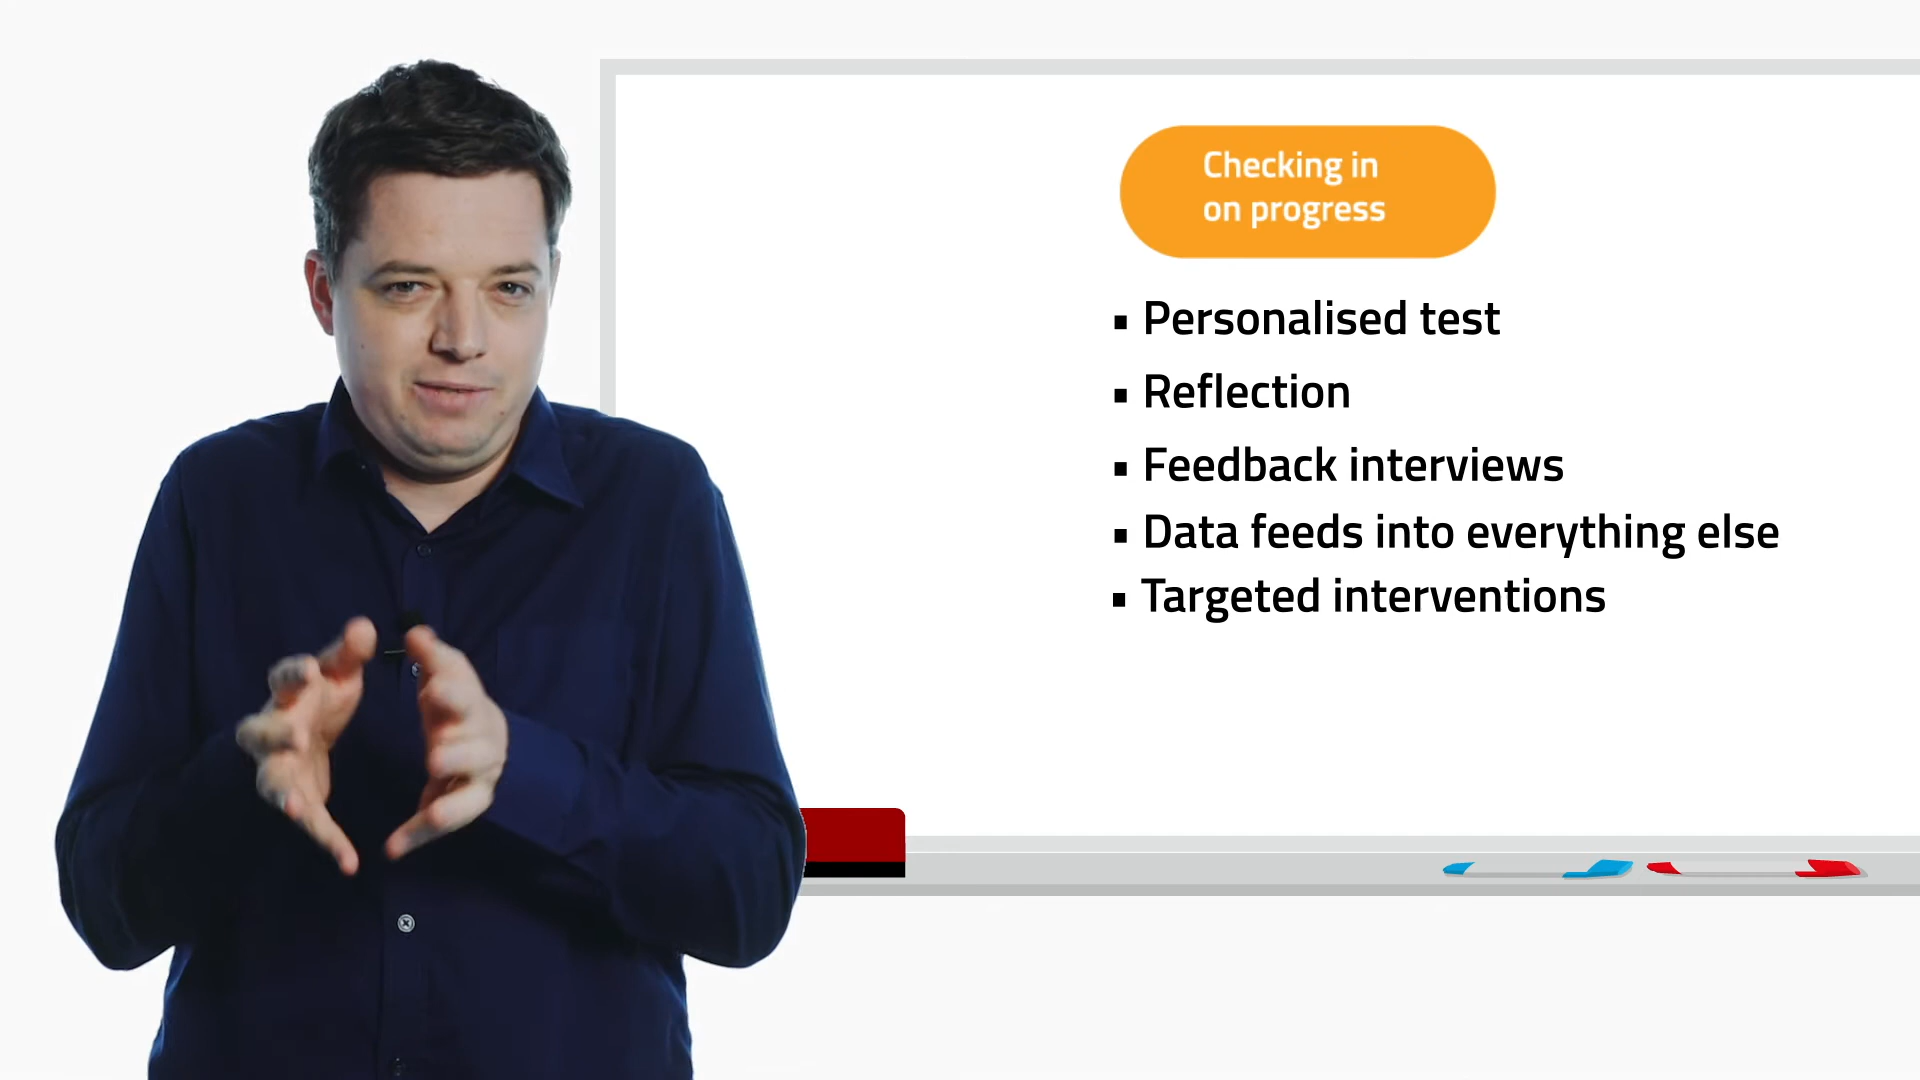 Checking in
on progress
▪ Personalised test
▪ Reflection
▪ Feedback interviews
▪ Data feeds into everything else
▪ Targeted interventions